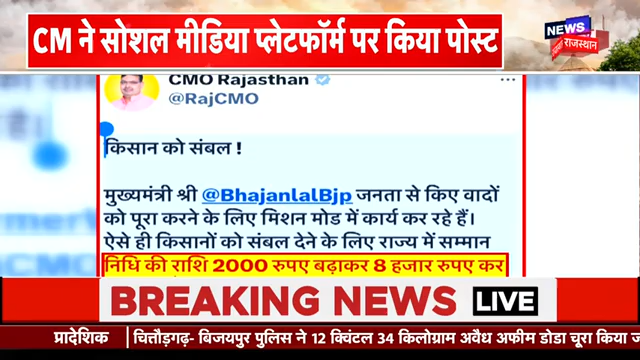 CM ने सोशल मीडिया प्लेटफॉर्म पर किया पोस्ट
NEWS
राजस्थान
CMO Rajasthan
@RajCMO
किसान को संबल !
मुख्यमंत्री श्री @BhajanlalBjp जनता से किए वादों
को पूरा करने के लिए मिशन मोड में कार्य कर रहे हैं।
ऐसे ही किसानों को संबल देने के लिए राज्य में सम्मान
निधि की राशि 2000 रुपए बढ़ाकर 8 हजार रुपए कर
BREAKING NEWS LIVE
प्रादेशिक
चित्तौड़गढ़- बिजयपुर पुलिस ने 12 क्विंटल 34 किलोग्राम अवैध अफीम डोडा चूरा किया ज